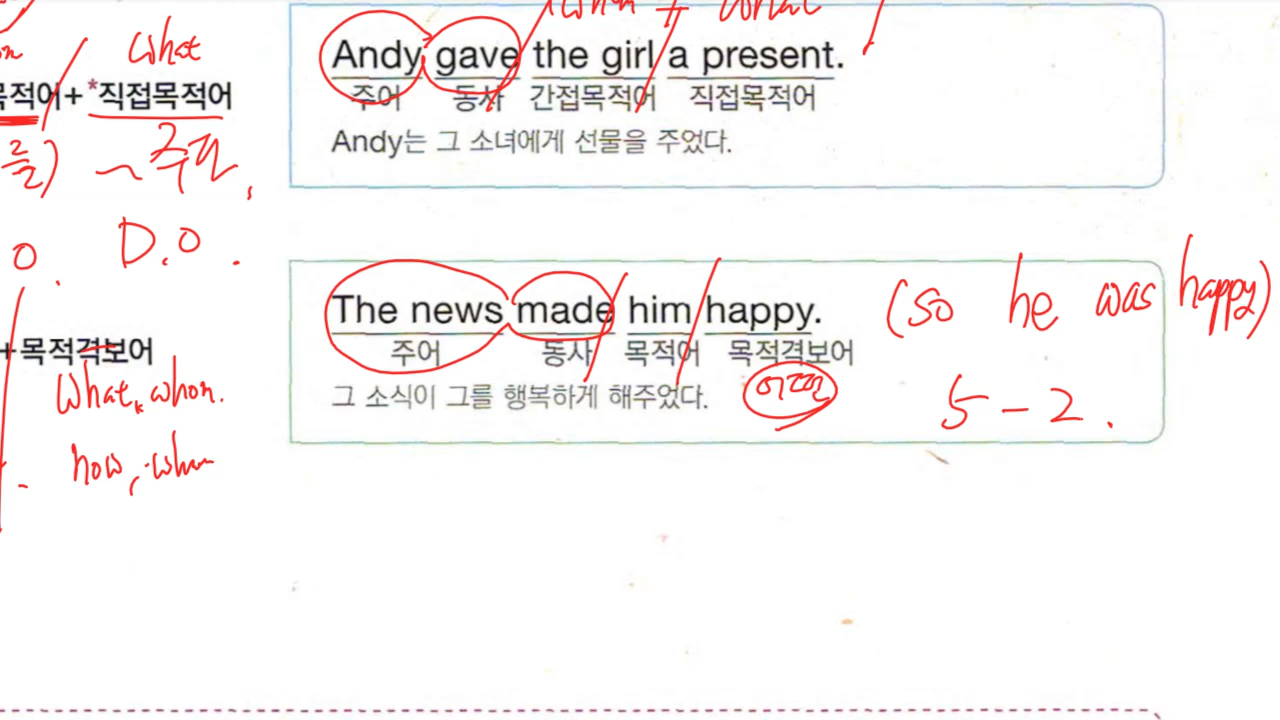 what
Andy gave the girl a present.
목적어+ *직접목적어
주어 동사 간접목적어 직접목적어
Andy는 그 소녀에게 선물을 주었다.
를) ~ 주다.
O. D.O.
The news made him happy. (so he was happy)
+목적격보어
주어 동사 목적어 목적격보어
what, whom.
그 소식이 그를 행복하게 해주었다.
5-2.
how,